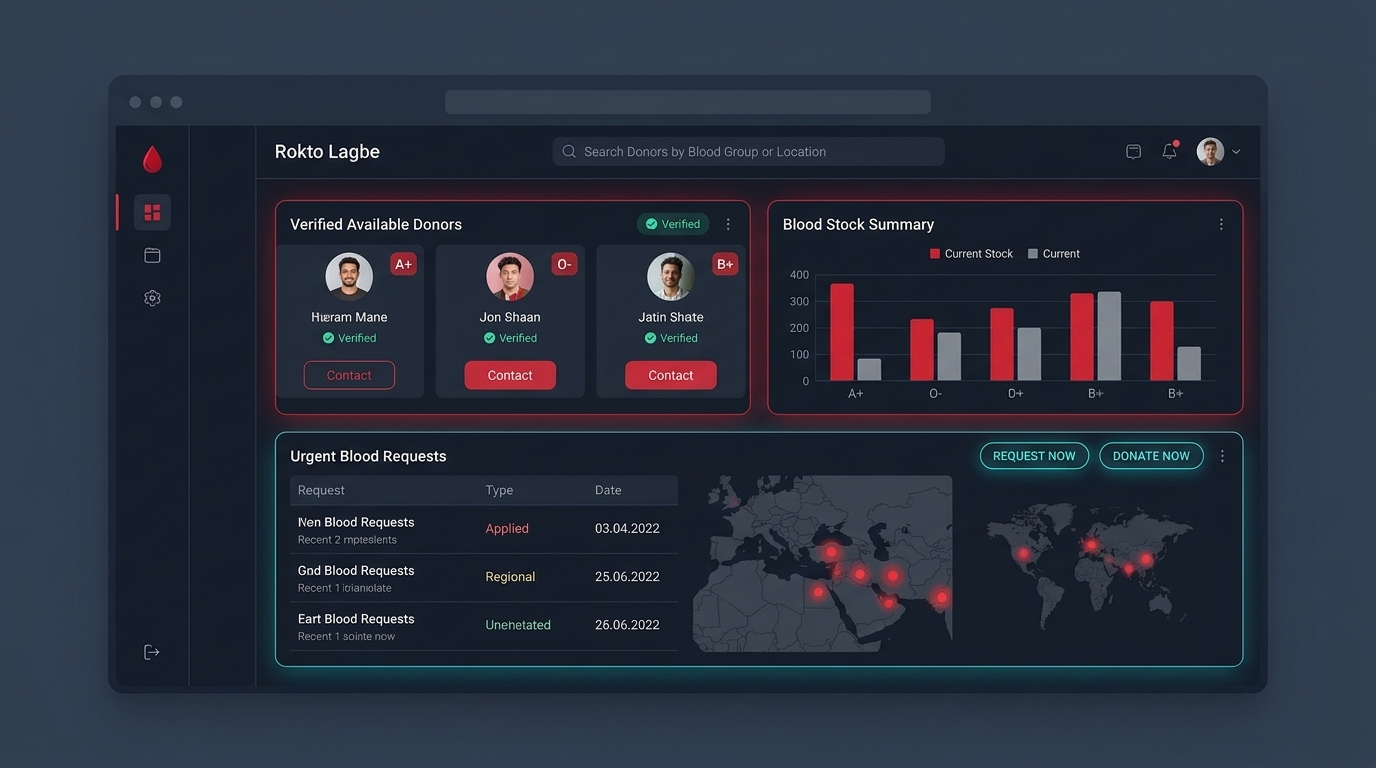 Rokto Lagbe
Search Donors by Blood Group or Location
Verified Available Donors
Verified
A+
O-
B+
Jon Shaan
Jatin Shate
Mane
Verified
Verified
Verified
Contact
Contact
Contact
Blood Stock Summary
Current Stock
Current
400
300
200
100
0
A+
O-
D+
B+
B+
Urgent Blood Requests
REQUEST NOW
DONATE NOW
Request
Type
Date
Nen Blood Requests
Applied
03.04.2022
Recent 2
Gnd Blood Requests
Regional
25.06.2022
Recent 1
Eart Blood Requests
Unenetated
26.06.2022
Recent 1 sointe now